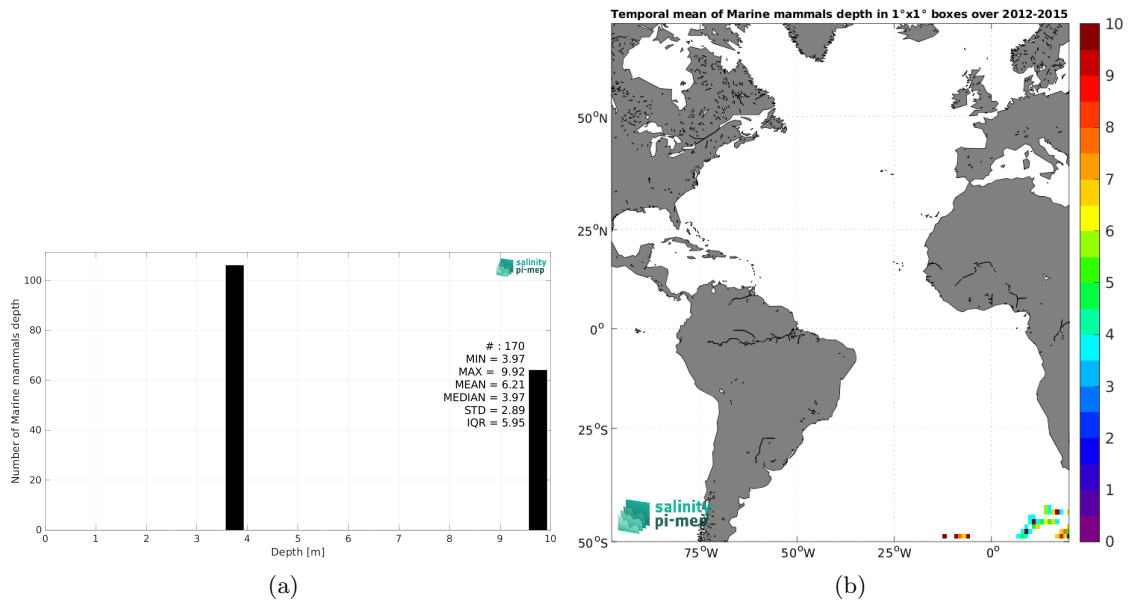 Temporal mean of Marine mammals depth in 1°x1° boxes over 2012-2015
salinity
pi-mep
Number of Marine mammals depth
100
80
60
40
20
0
# : 170
MIN = 3.97
MAX = 9.92
MEAN = 6.21
MEDIAN = 3.97
STD = 2.89
IQR = 5.95
0 1 2 3 4 5 6 7 8 9 10
Depth [m]
(a)
50°N
25°N
0°
25°S
50°S
75°W 50°W 25°W 0°
salinity
pi-mep
10
9
8
7
6
5
4
3
2
1
0
(b)